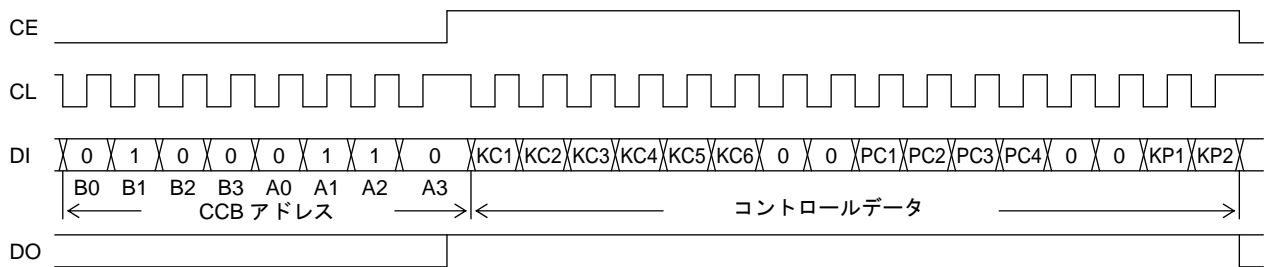 CE
CL
DI 0 1 0 0 0 1 1 0 KC1 KC2 KC3 KC4 KC5 KC6 0 0 PC1 PC2 PC3 PC4 0 0 KP1 KP2
B0 B1 B2 B3 A0 A1 A2 A3
CCB アドレス コントロールデータ
DO